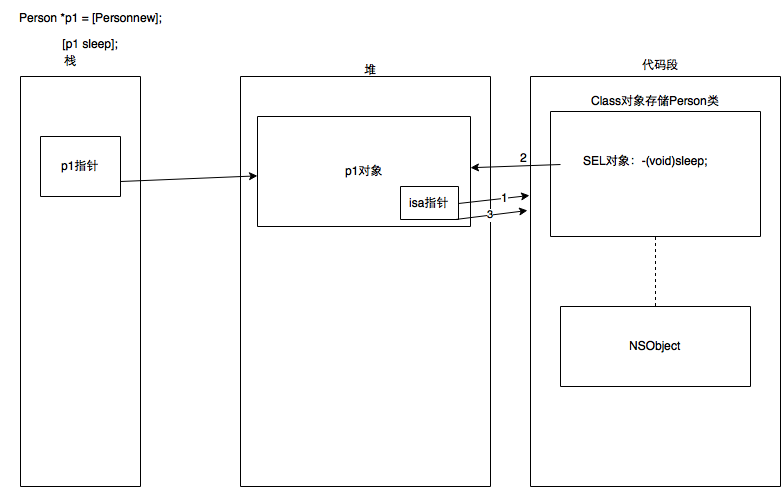 Person *p1 = [Personnew];
[p1 sleep];
栈
堆
代码段
Class对象存储Person类
p1指针
p1对象
2
SEL对象：-(void)sleep;
isa指针
1
3
NSObject